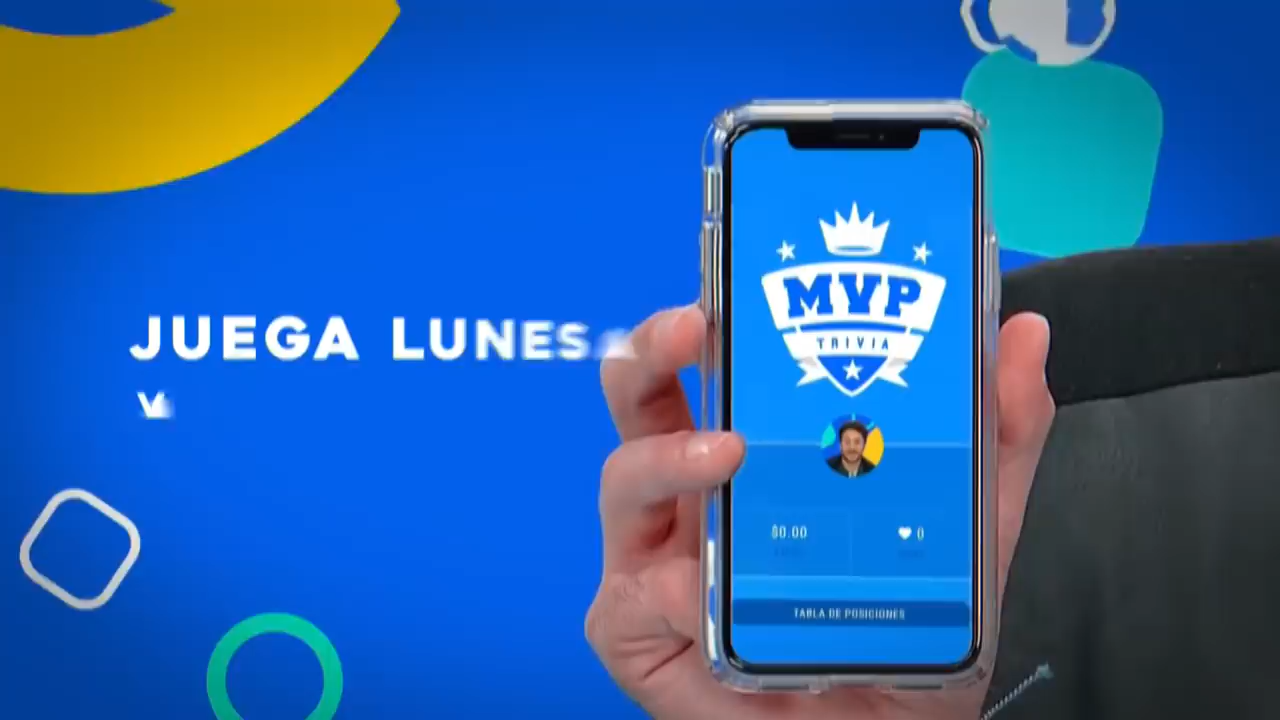 JUEGA LUNES
MVP
TRIVIA
$0.00
0
TABLA DE POSICIONES